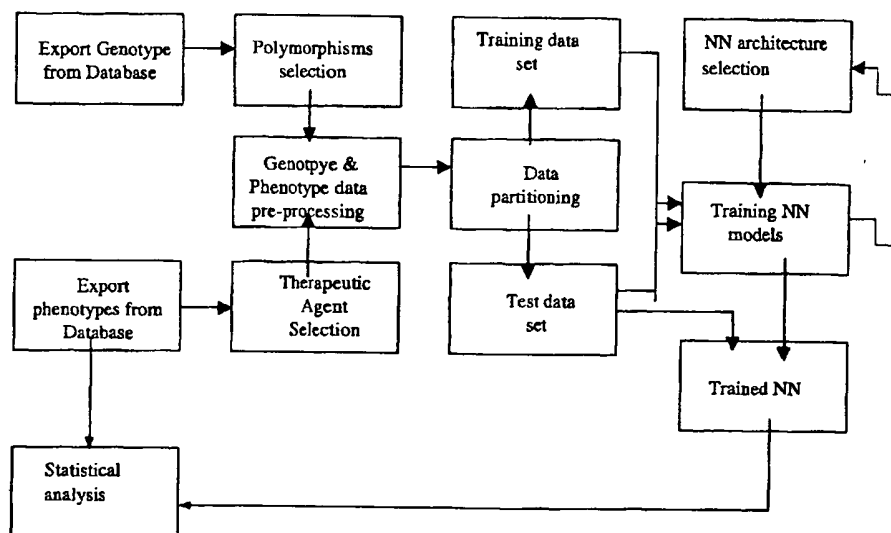 Export Genotype
from Database
Polymorphisms
selection
Training data
set
NN architecture
selection
Genotpye &
Phenotype data
pre-processing
Data
partitioning
Training NN
models
Export
phenotypes from
Database
Therapeutic
Agent
Selection
Test data
set
Trained NN
Statistical
analysis